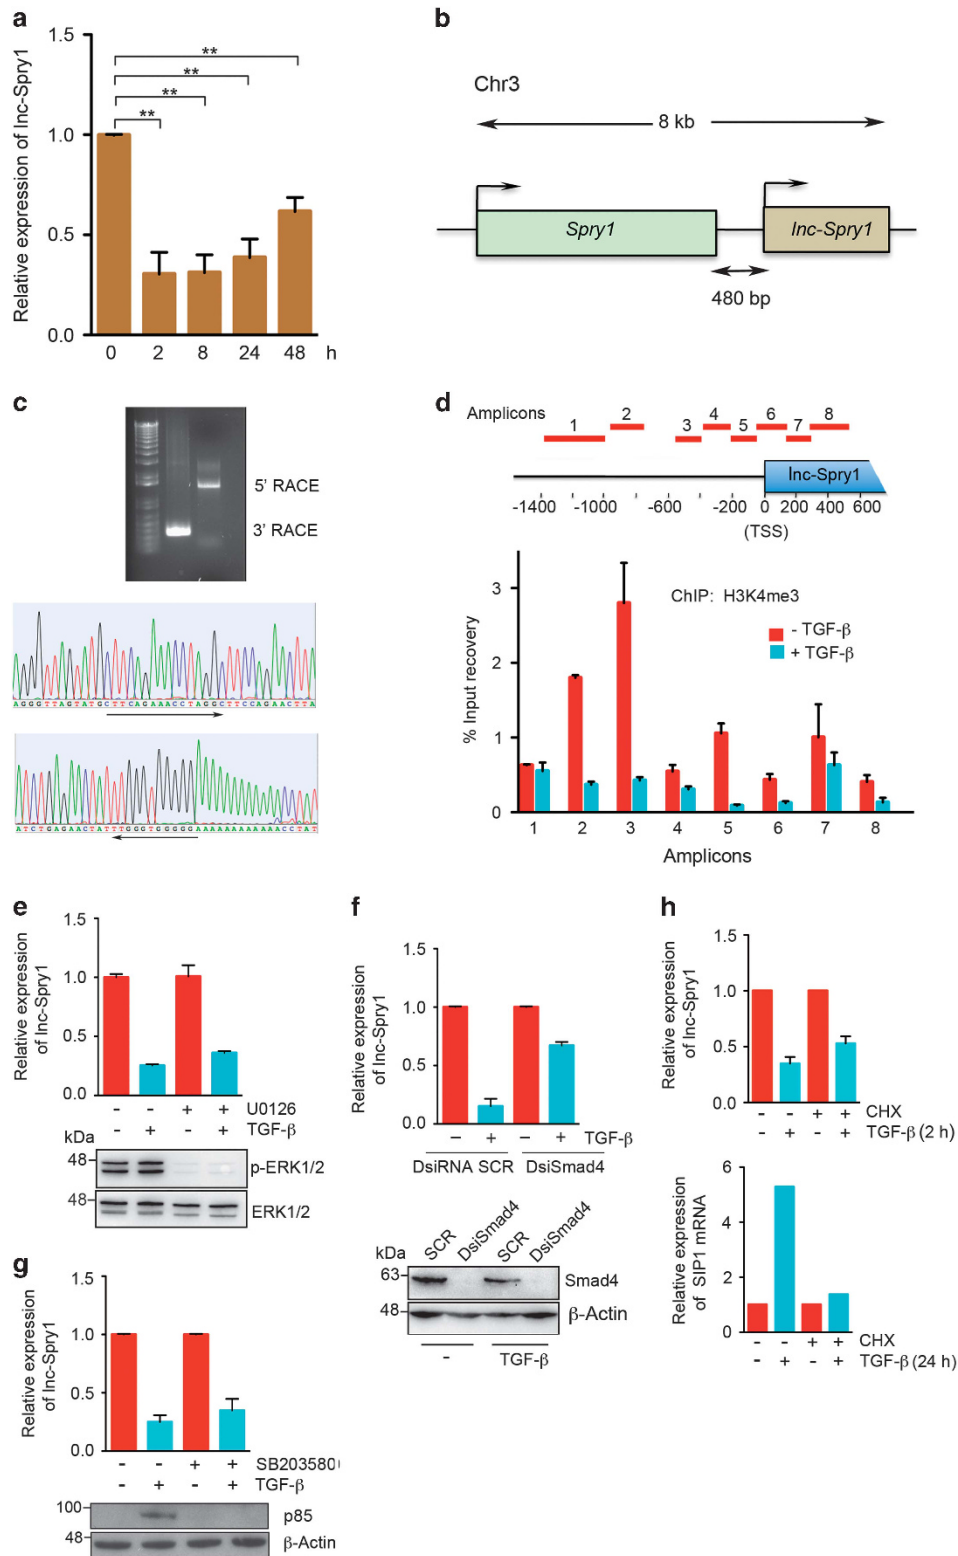 a
Relative expression of lnc-Spry1
1.5
1.0
0.5
0.0
**
**
**
**
0 2 8 24 48 h
b
Chr3
8 kb
Spry1
lnc-Spry1
480 bp
c
5' RACE
3' RACE
AGGGTTAGTATGCTTCAGAAACCTAGGCTTCCAGAACTTA
ATCTGAGAACTATTTGGGTGGGGGAAAAAAAAAAAAACCTAT
d
Amplicons
1 2 3 4 5 6 7 8
lnc-Spry1
-1400 -1000 -600 -200 0 200 400 600
(TSS)
ChIP: H3K4me3
- TGF-β
+ TGF-β
% Input recovery
3
2
1
0
1 2 3 4 5 6 7 8
Amplicons
e
Relative expression
of lnc-Spry1
1.5
1.0
0.5
0.0
- - + + U0126
- + - + TGF-β
kDa
48
p-ERK1/2
48
ERK1/2
f
Relative expression
of lnc-Spry1
1.5
1.0
0.5
0.0
- + - + TGF-β
DsiRNA SCR DsiSmad4
SCR DsiSmad4 SCR DsiSmad4
kDa
63
Smad4
48
β-Actin
- TGF-β
g
Relative expression
of lnc-Spry1
1.5
1.0
0.5
0.0
- - + + SB203580
- + - + TGF-β
100
p85
48
β-Actin
h
Relative expression
of lnc-Spry1
1.5
1.0
0.5
0.0
- - + + CHX
- + - + TGF-β (2 h)
Relative expression
of SIP1 mRNA
6
4
2
0
- - + + CHX
- + - + TGF-β (24 h)